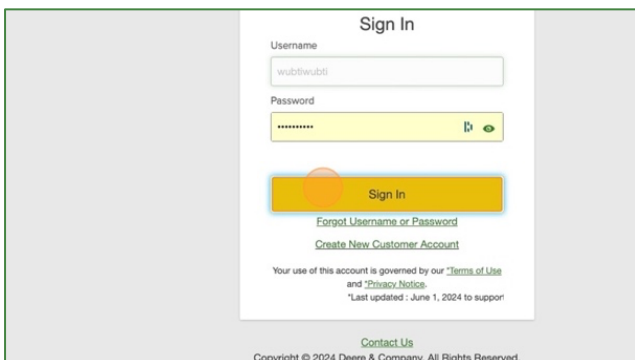 Sign In
Username
wubtiwubti
Password
••••••••••
Sign In
Forgot Username or Password
Create New Customer Account
Your use of this account is governed by our "Terms of Use
and "Privacy Notice.
*Last updated : June 1, 2024 to support
Contact Us
Copyright © 2024 Deere & Company. All Rights Reserved.